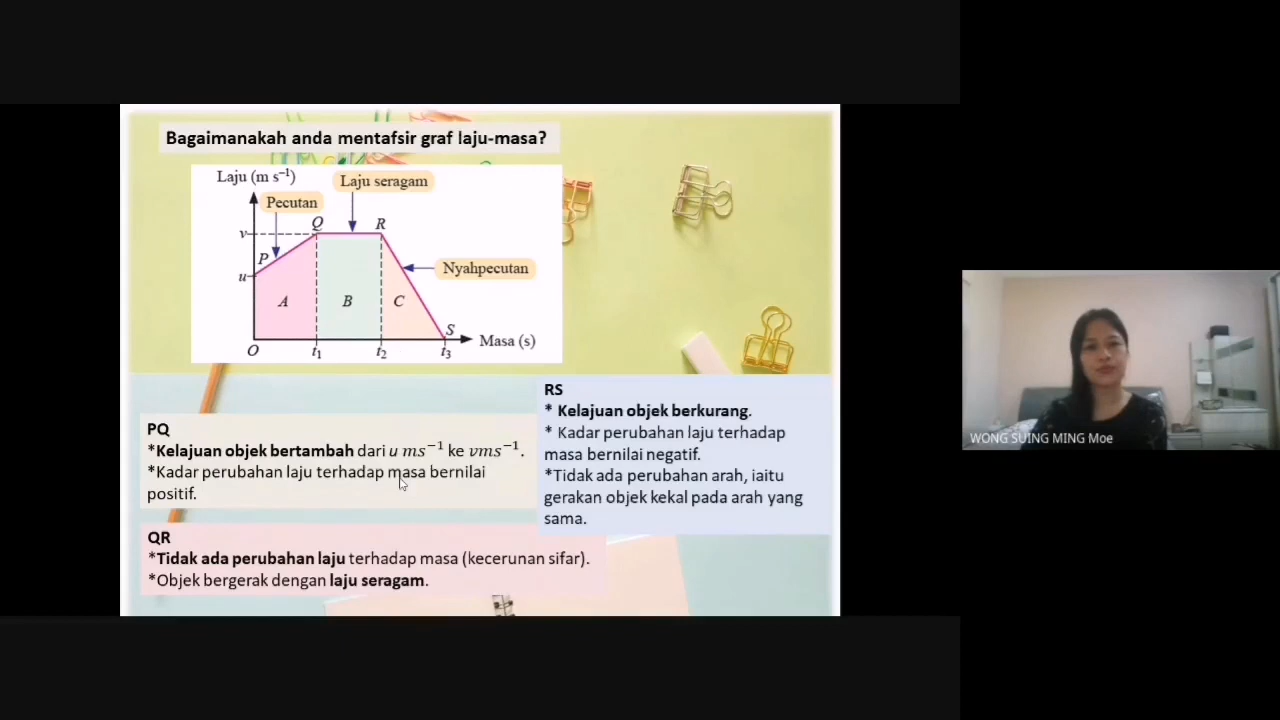 Bagaimanakah anda mentafsir graf laju-masa?
Laju (m s⁻¹)
Laju seragam
Pecutan
Q
R
v
P
Nyahpecutan
u
A
B
C
S
Masa (s)
O
t₁
t₂
t₃
PQ
*Kelajuan objek bertambah dari u ms⁻¹ ke vms⁻¹.
*Kadar perubahan laju terhadap masa bernilai
positif.
QR
*Tidak ada perubahan laju terhadap masa (kecerunan sifar).
*Objek bergerak dengan laju seragam.
RS
* Kelajuan objek berkurang.
* Kadar perubahan laju terhadap
masa bernilai negatif.
*Tidak ada perubahan arah, iaitu
gerakan objek kekal pada arah yang
sama.
WONG SUING MING Moe